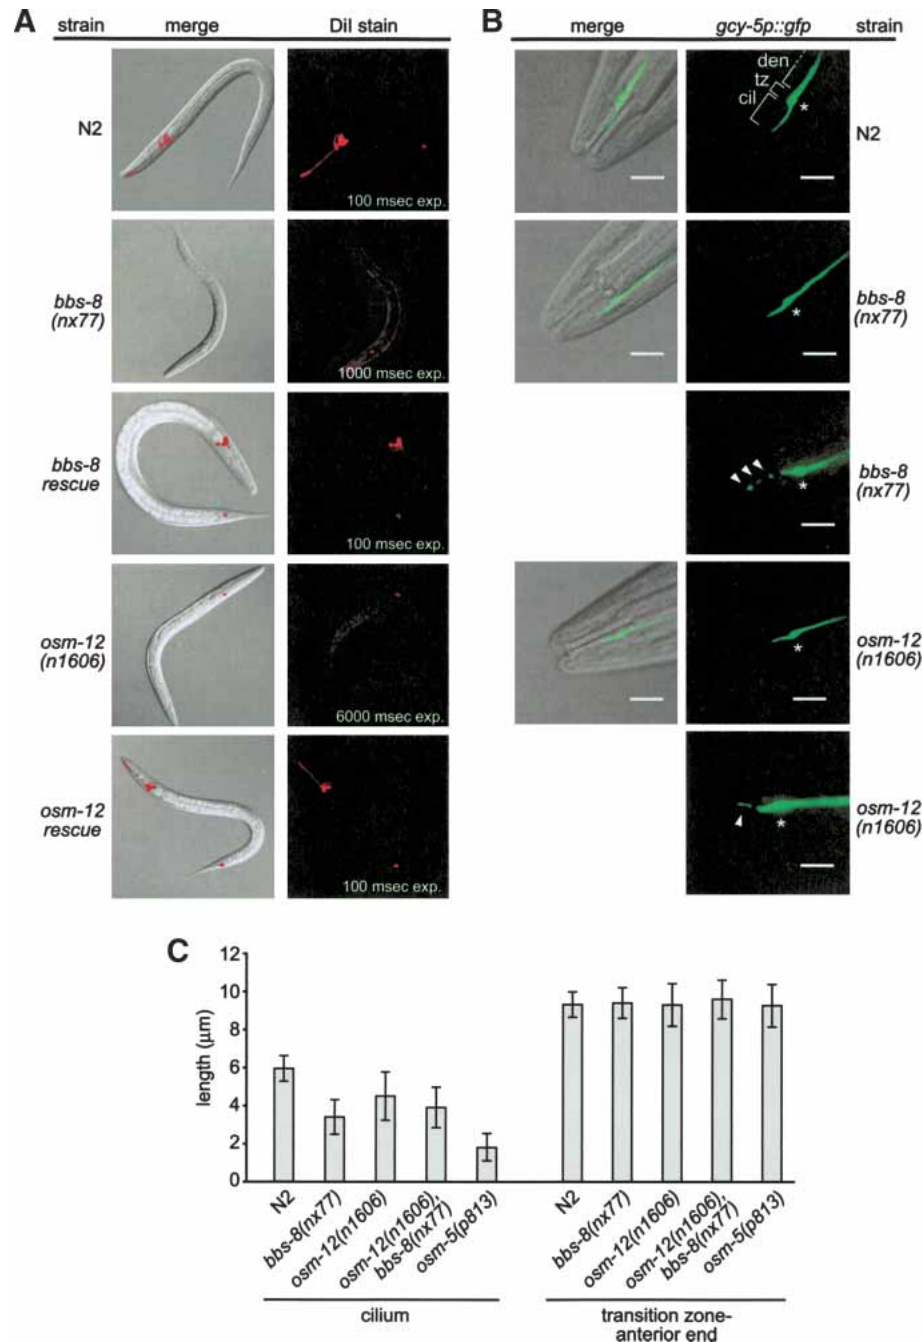 A
strain
merge
DiI stain
N2
100 msec exp.
bbs-8
(nx77)
1000 msec exp.
bbs-8
rescue
100 msec exp.
osm-12
(n1606)
6000 msec exp.
osm-12
rescue
100 msec exp.
B
merge
gcy-5p::gfp
strain
den
tz
cil
*
N2
*
bbs-8
(nx77)
*
bbs-8
(nx77)
*
osm-12
(n1606)
*
osm-12
(n1606)
C
length (µm)
12
10
8
6
4
2
0
N2
bbs-8(nx77)
osm-12(n1606)
osm-12(n1606),
bbs-8(nx77)
osm-5(p813)
N2
bbs-8(nx77)
osm-12(n1606)
osm-12(n1606),
bbs-8(nx77)
osm-5(p813)
cilium
transition zone-
anterior end